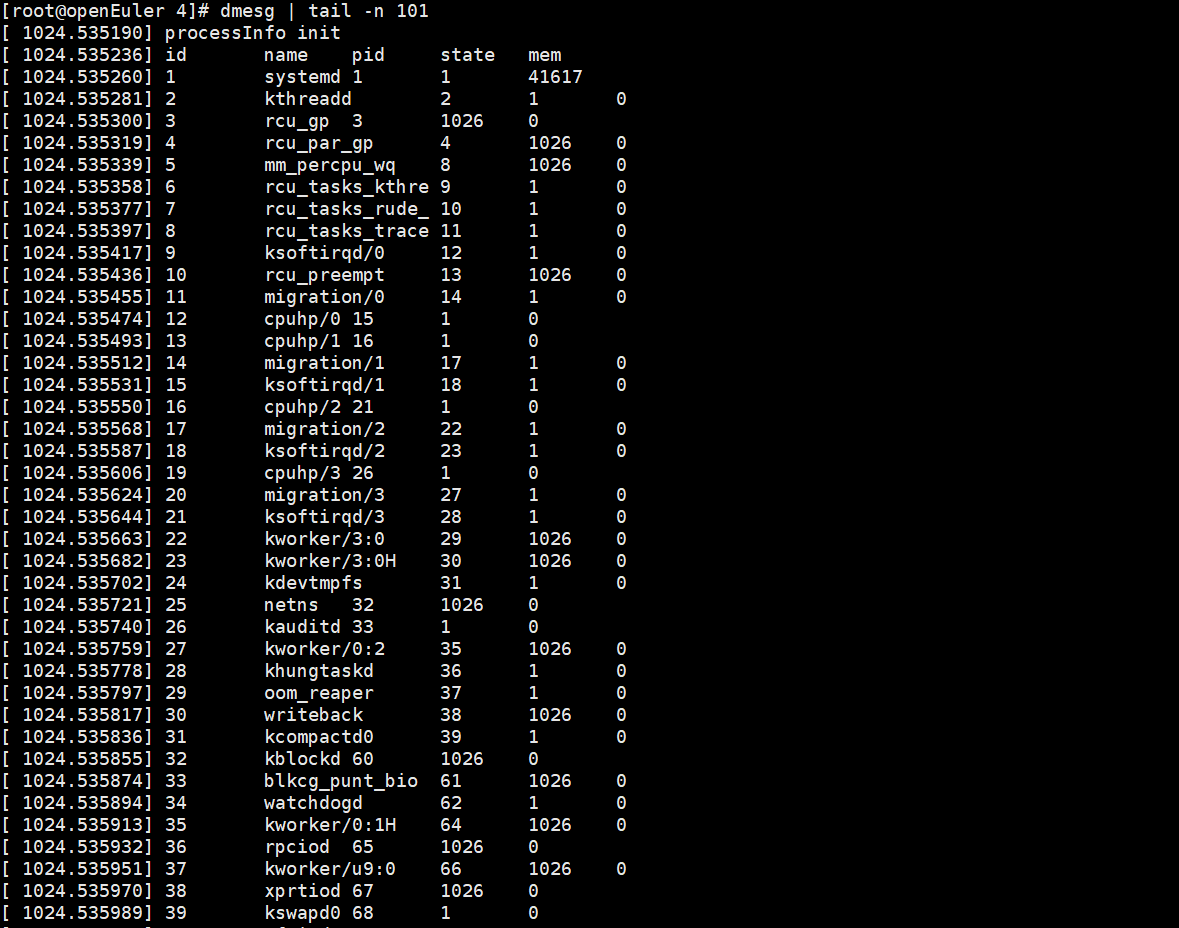 [root@openEuler 4]# dmesg | tail -n 101
[ 1024.535190] processInfo init
[ 1024.535236] id       name    pid     state   mem
[ 1024.535260] 1        systemd 1       1       41617
[ 1024.535281] 2        kthreadd        2       1       0
[ 1024.535300] 3        rcu_gp  3       1026    0
[ 1024.535319] 4        rcu_par_gp      4       1026    0
[ 1024.535339] 5        mm_percpu_wq    8       1026    0
[ 1024.535358] 6        rcu_tasks_kthre 9       1       0
[ 1024.535377] 7        rcu_tasks_rude_ 10      1       0
[ 1024.535397] 8        rcu_tasks_trace 11      1       0
[ 1024.535417] 9        ksoftirqd/0     12      1       0
[ 1024.535436] 10       rcu_preempt     13      1026    0
[ 1024.535455] 11       migration/0     14      1       0
[ 1024.535474] 12       cpuhp/0 15      1       0
[ 1024.535493] 13       cpuhp/1 16      1       0
[ 1024.535512] 14       migration/1     17      1       0
[ 1024.535531] 15       ksoftirqd/1     18      1       0
[ 1024.535550] 16       cpuhp/2 21      1       0
[ 1024.535568] 17       migration/2     22      1       0
[ 1024.535587] 18       ksoftirqd/2     23      1       0
[ 1024.535606] 19       cpuhp/3 26      1       0
[ 1024.535624] 20       migration/3     27      1       0
[ 1024.535644] 21       ksoftirqd/3     28      1       0
[ 1024.535663] 22       kworker/3:0     29      1026    0
[ 1024.535682] 23       kworker/3:0H    30      1026    0
[ 1024.535702] 24       kdevtmpfs       31      1       0
[ 1024.535721] 25       netns   32      1026    0
[ 1024.535740] 26       kauditd 33      1       0
[ 1024.535759] 27       kworker/0:2     35      1026    0
[ 1024.535778] 28       khungtaskd      36      1       0
[ 1024.535797] 29       oom_reaper      37      1       0
[ 1024.535817] 30       writeback       38      1026    0
[ 1024.535836] 31       kcompactd0      39      1       0
[ 1024.535855] 32       kblockd 60      1026    0
[ 1024.535874] 33       blkcg_punt_bio  61      1026    0
[ 1024.535894] 34       watchdogd       62      1       0
[ 1024.535913] 35       kworker/0:1H    64      1026    0
[ 1024.535932] 36       rpciod  65      1026    0
[ 1024.535951] 37       kworker/u9:0    66      1026    0
[ 1024.535970] 38       xprtiod 67      1026    0
[ 1024.535989] 39       kswapd0 68      1       0